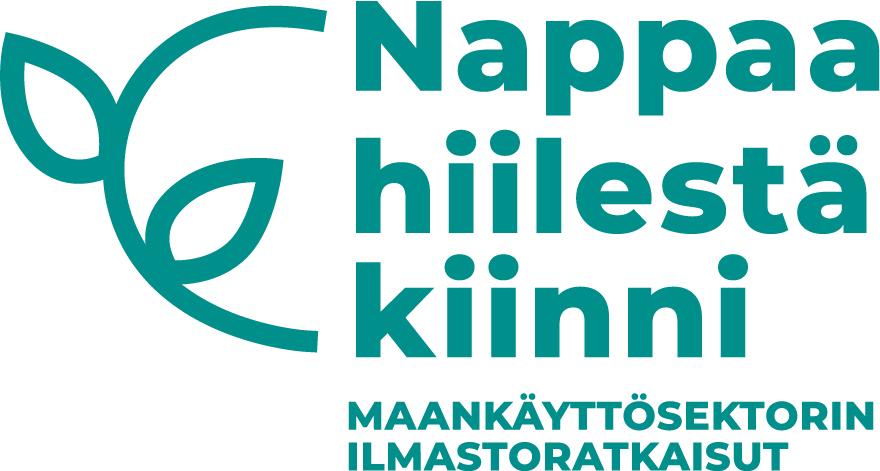 Nappaa
hiilestä
kiinni
MAANKÄYTTÖSEKTORIN
ILMASTORATKAISUT